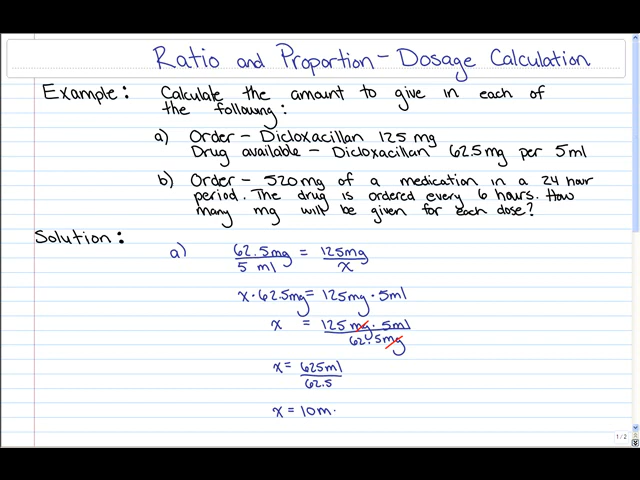 Ratio and Proportion - Dosage Calculation
Example: Calculate the amount to give in each of
the following:
a) Order - Dicloxacillan 125 mg
Drug available - Dicloxacillan 62.5mg per 5ml
b) Order - 520mg of a medication in a 24 hour
period. The drug is ordered every 6 hours. How
many mg will be given for each dose?
Solution:
a) 62.5mg / 5 ml = 125mg / x
x · 62.5mg = 125mg · 5ml
x = 125 mg · 5ml / 62.5mg
x = 625ml / 62.5
x = 10m
1/2